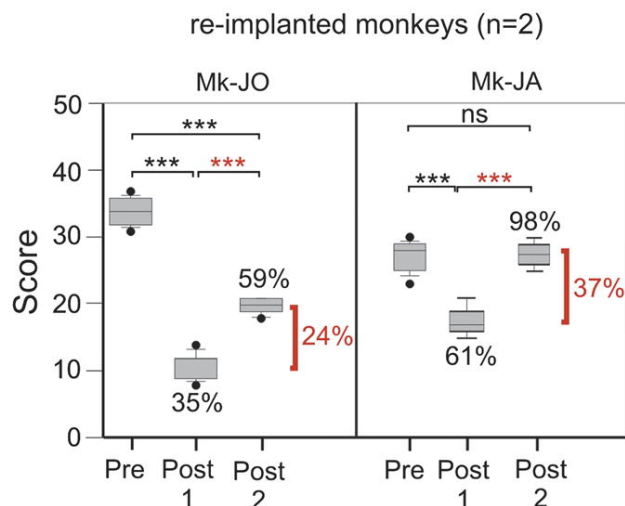 re-implanted monkeys (n=2)
Mk-JO
Mk-JA
Score
50
40
30
20
10
0
***
***
***
59%
24%
35%
ns
***
***
98%
37%
61%
Pre
Post
1
Post
2
Pre
Post
1
Post
2